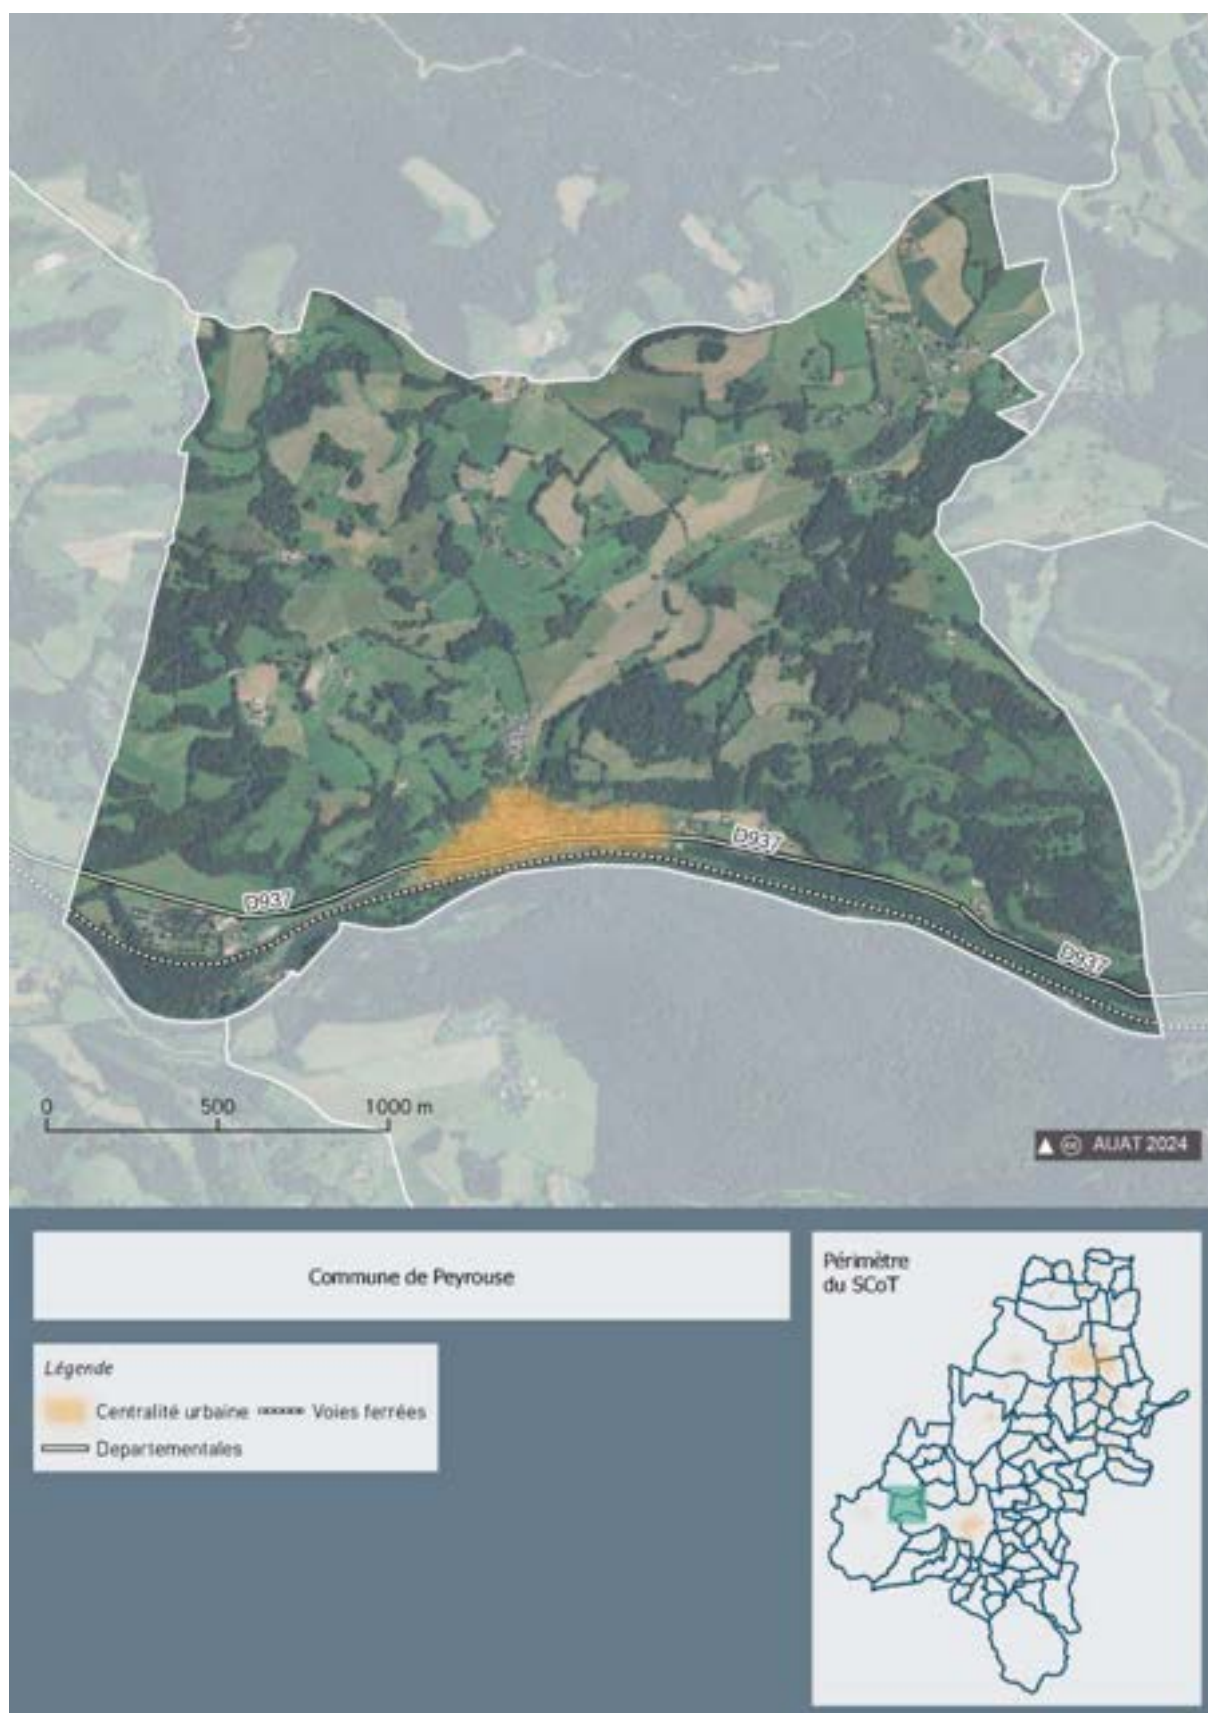 D937
D937
D937
0 500 1000 m
AUAT 2024
Commune de Peyrouse
Périmètre
du SCoT
Légende
Centralité urbaine Voies ferrées
Departementales